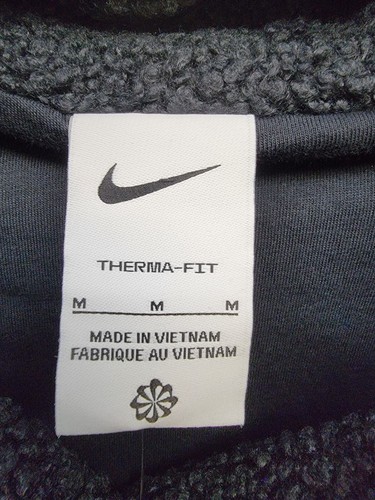 THERMA-FIT
M M M
MADE IN VIETNAM
FABRIQUE AU VIETNAM